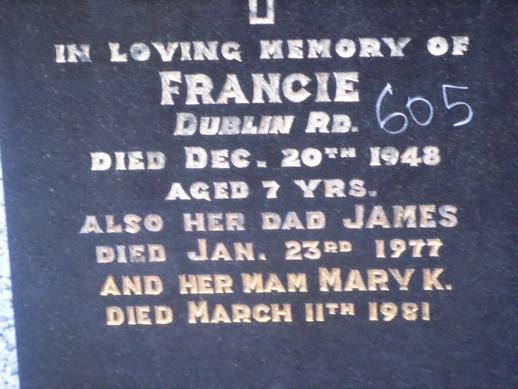 IN LOVING MEMORY OF
FRANCIE
DUBLIN RD. 605
DIED DEC. 20TH 1948
AGED 7 YRS.
ALSO HER DAD JAMES
DIED JAN. 23RD 1977
AND HER MAM MARY K.
DIED MARCH 11TH 1981